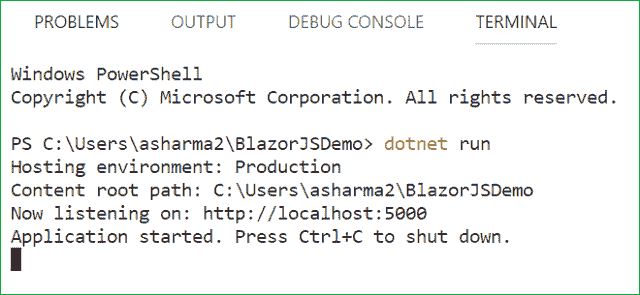 PROBLEMS OUTPUT DEBUG CONSOLE TERMINAL
Windows PowerShell
Copyright (C) Microsoft Corporation. All rights reserved.
PS C:\Users\asharma2\BlazorJSDemo> dotnet run
Hosting environment: Production
Content root path: C:\Users\asharma2\BlazorJSDemo
Now listening on: http://localhost:5000
Application started. Press Ctrl+C to shut down.